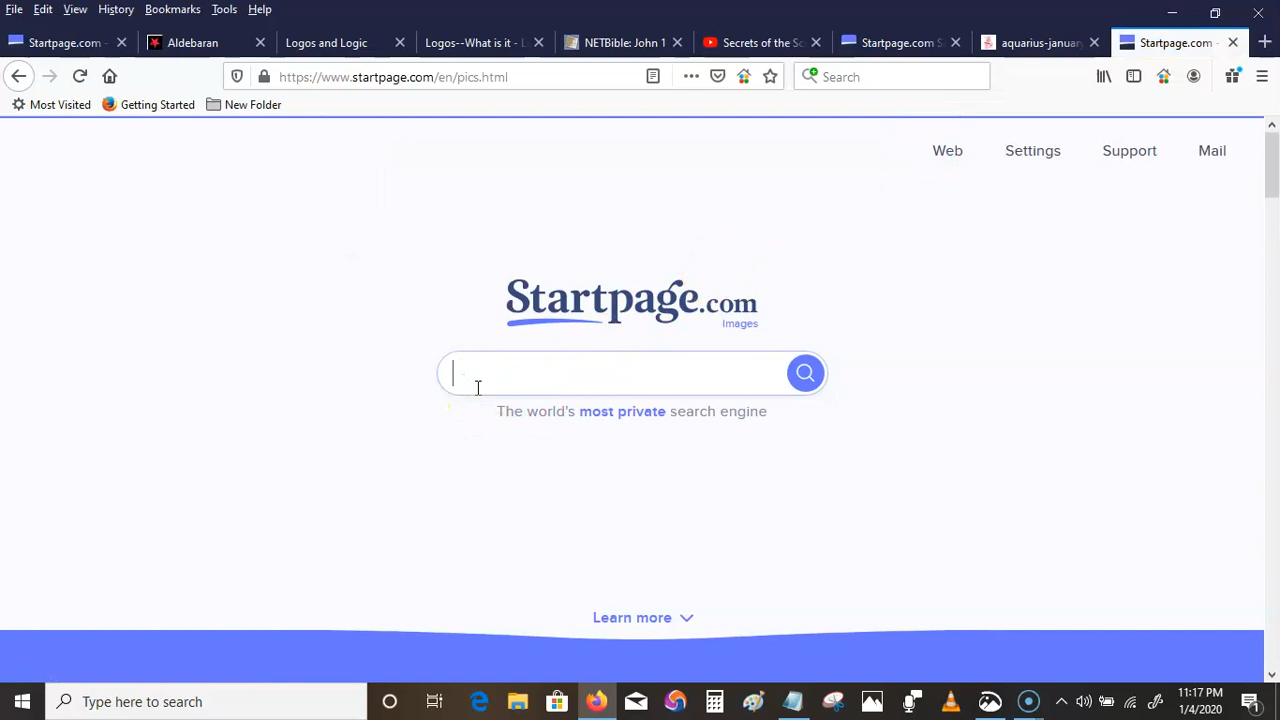 File Edit View History Bookmarks Tools Help
Startpage.com - Aldebaran Logos and Logic Logos--What is it - NETBible: John 1 Secrets of the Sc Startpage.com S aquarius-january Startpage.com -
https://www.startpage.com/en/pics.html Search
Most Visited Getting Started New Folder
Web Settings Support Mail
Startpage.com
Images
The world's most private search engine
Learn more
Type here to search
11:17 PM
1/4/2020
1